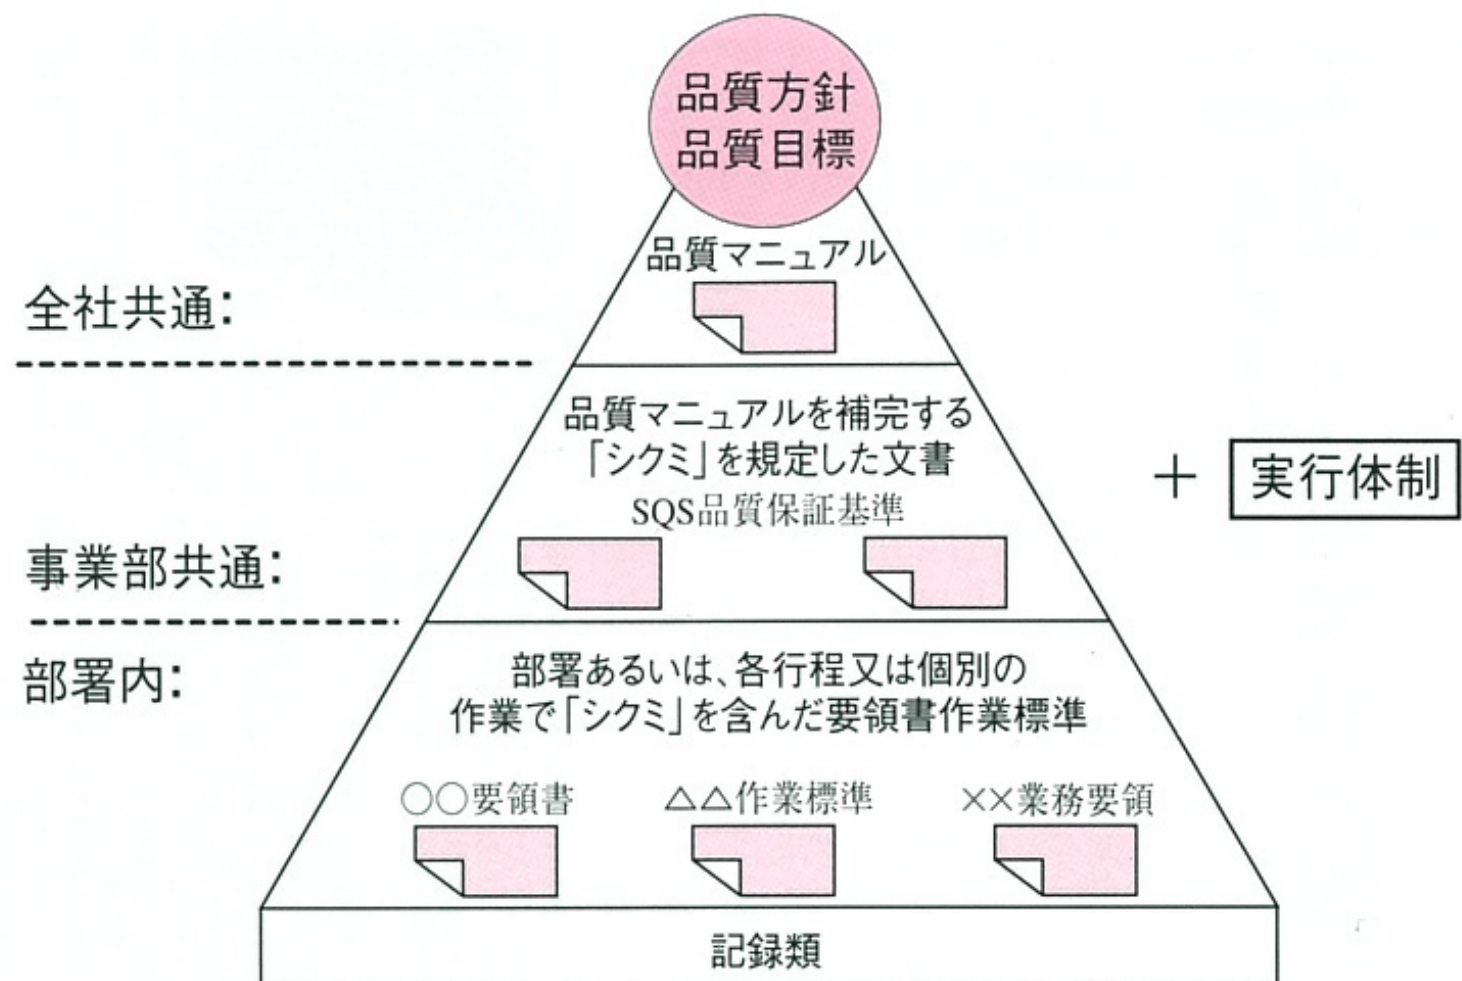 品質方針
品質目標
品質マニュアル
全社共通：
品質マニュアルを補完する
「シクミ」を規定した文書
SQS品質保証基準
＋ 実行体制
事業部共通：
部署内：
部署あるいは、各行程又は個別の
作業で「シクミ」を含んだ要領書作業標準
○○要領書 △△作業標準 ××業務要領
記録類